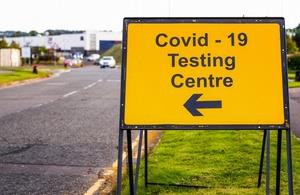 Covid - 19
Testing
Centre